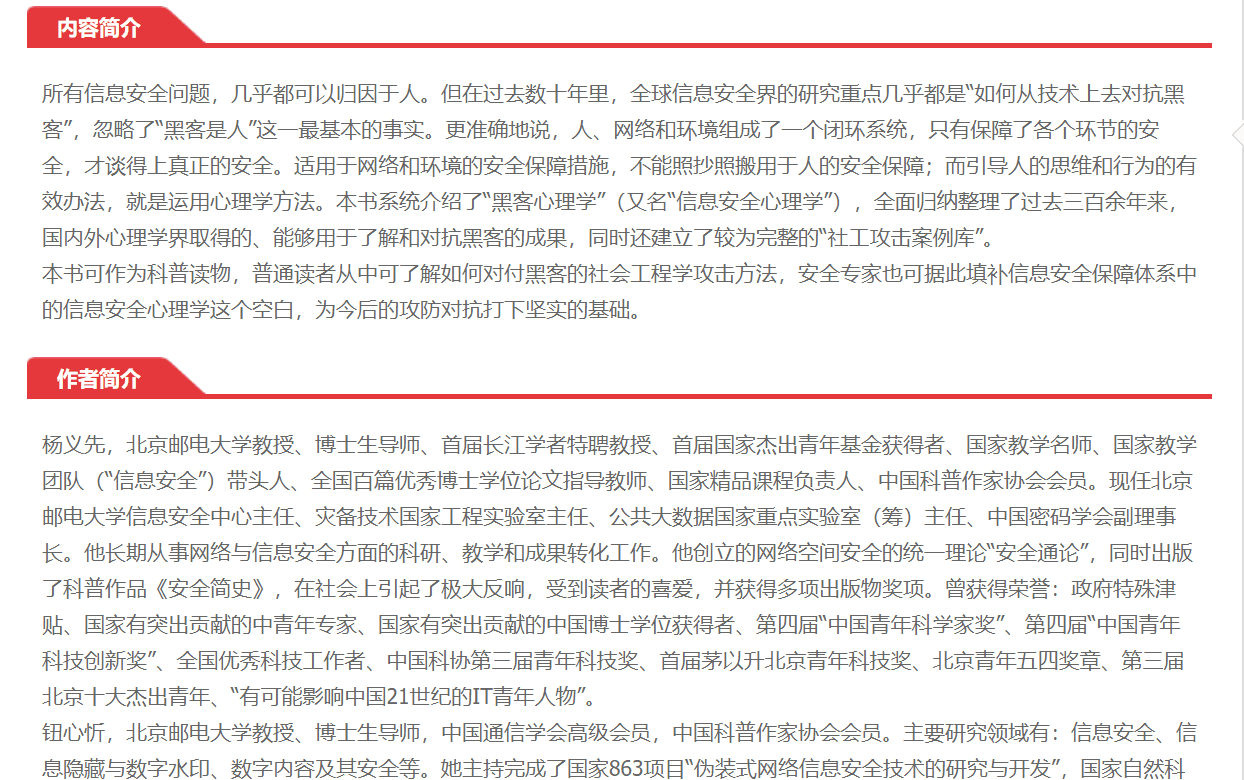 内容简介
所有信息安全问题，几乎都可以归因于人。但在过去数十年里，全球信息安全界的研究重点几乎都是“如何从技术上去对抗黑
客”，忽略了“黑客是人”这一最基本的事实。更准确地说，人、网络和环境组成了一个闭环系统，只有保障了各个环节的安
全，才谈得上真正的安全。适用于网络和环境的安全保障措施，不能照抄照搬用于人的安全保障；而引导人的思维和行为的有
效办法，就是运用心理学方法。本书系统介绍了“黑客心理学”（又名“信息安全心理学”），全面归纳整理了过去三百余年来，
国内外心理学界取得的、能够用于了解和对抗黑客的成果，同时还建立了较为完整的“社工攻击案例库”。
本书可作为科普读物，普通读者从中可了解如何对付黑客的社会工程学攻击方法，安全专家也可据此填补信息安全保障体系中
的信息安全心理学这个空白，为今后的攻防对抗打下坚实的基础。
作者简介
杨义先，北京邮电大学教授、博士生导师、首届长江学者特聘教授、首届国家杰出青年基金获得者、国家教学名师、国家教学
团队（“信息安全”）带头人、全国百篇优秀博士学位论文指导教师、国家精品课程负责人、中国科普作家协会会员。现任北京
邮电大学信息安全中心主任、灾备技术国家工程实验室主任、公共大数据国家重点实验室（筹）主任、中国密码学会副理事
长。他长期从事网络与信息安全方面的科研、教学和成果转化工作。他创立的网络空间安全的统一理论“安全通论”，同时出版
了科普作品《安全简史》，在社会上引起了极大反响，受到读者的喜爱，并获得多项出版物奖项。曾获得荣誉：政府特殊津
贴、国家有突出贡献的中青年专家、国家有突出贡献的中国博士学位获得者、第四届“中国青年科学家奖”、第四届“中国青年
科技创新奖”、全国优秀科技工作者、中国科协第三届青年科技奖、首届茅以升北京青年科技奖、北京青年五四奖章、第三届
北京十大杰出青年、“有可能影响中国21世纪的IT青年人物”。
钮心忻，北京邮电大学教授、博士生导师，中国通信学会高级会员，中国科普作家协会会员。主要研究领域有：信息安全、信
息隐藏与数字水印、数字内容及其安全等。她主持完成了国家863项目“伪装式网络信息安全技术的研究与开发”，国家自然科